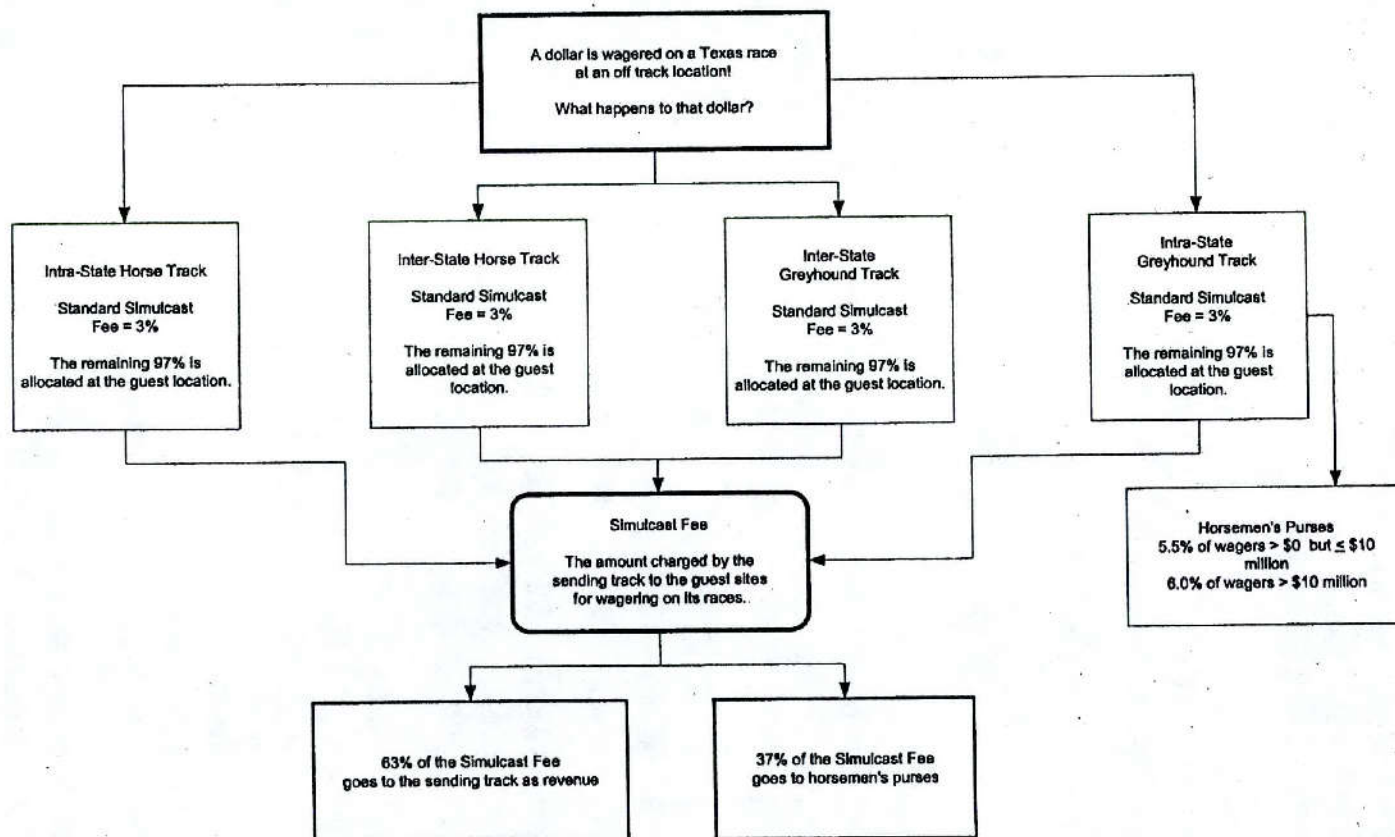 A dollar is wagered on a Texas race
at an off track location!
What happens to that dollar?
Intra-State Horse Track
Standard Simulcast
Fee = 3%
The remaining 97% is
allocated at the guest location.
Inter-State Horse Track
Standard Simulcast
Fee = 3%
The remaining 97% is
allocated at the guest
location.
Inter-State
Greyhound Track
Standard Simulcast
Fee = 3%
The remaining 97% is
allocated at the guest location.
Intra-State
Greyhound Track
Standard Simulcast
Fee = 3%
The remaining 97% is
allocated at the guest
location.
Simulcast Fee
The amount charged by the
sending track to the guest sites
for wagering on its races.
Horsemen's Purses
5.5% of wagers > $0 but ≤ $10
million
6.0% of wagers > $10 million
63% of the Simulcast Fee
goes to the sending track as revenue
37% of the Simulcast Fee
goes to horsemen's purses